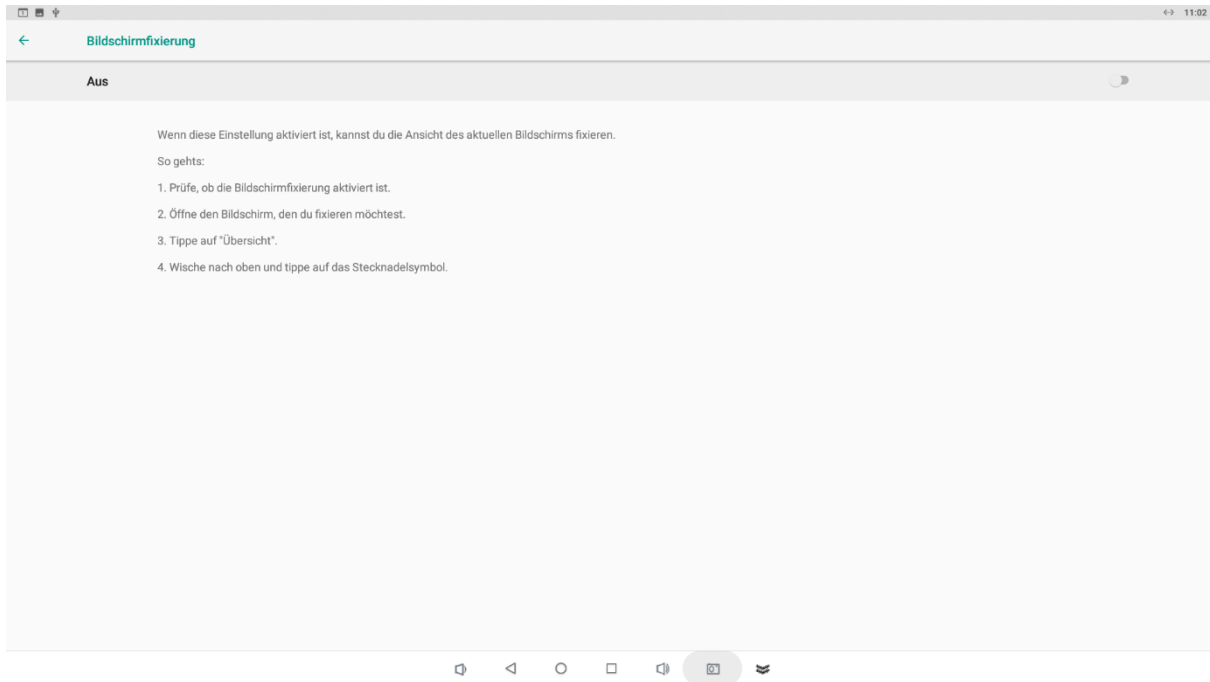 11:02
Bildschirmfixierung
Aus
Wenn diese Einstellung aktiviert ist, kannst du die Ansicht des aktuellen Bildschirms fixieren.
So gehts:
1. Prüfe, ob die Bildschirmfixierung aktiviert ist.
2. Öffne den Bildschirm, den du fixieren möchtest.
3. Tippe auf "Übersicht".
4. Wische nach oben und tippe auf das Stecknadelsymbol.